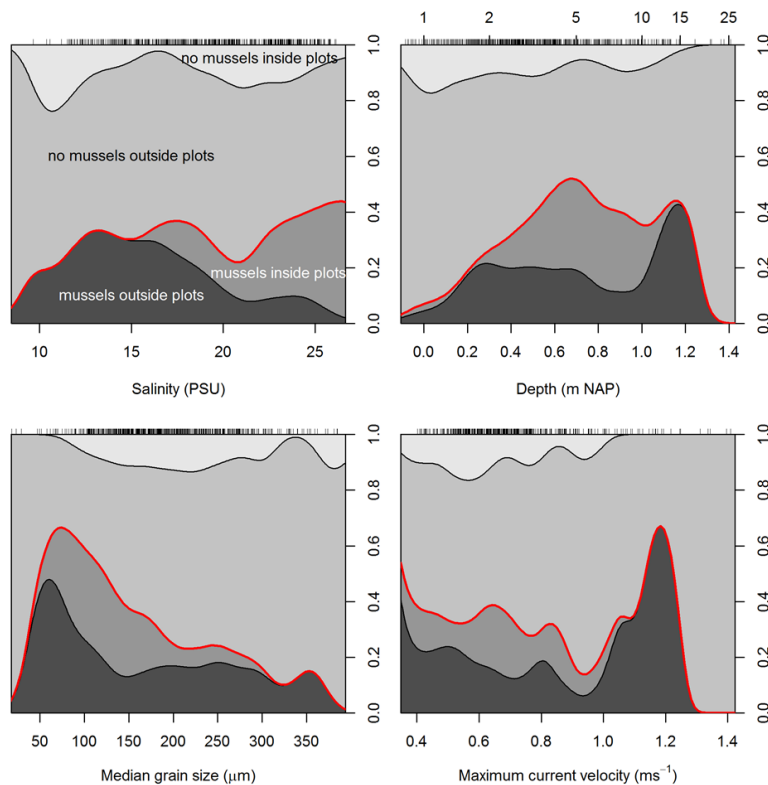 1 2 5 10 15 25
no mussels inside plots
no mussels outside plots
mussels inside plots
mussels outside plots
0.0 0.2 0.4 0.6 0.8 1.0
0.0 0.2 0.4 0.6 0.8 1.0
10 15 20 25
0.0 0.2 0.4 0.6 0.8 1.0 1.2 1.4
Salinity (PSU)
Depth (m NAP)
0.0 0.2 0.4 0.6 0.8 1.0
0.0 0.2 0.4 0.6 0.8 1.0
50 100 150 200 250 300 350
0.4 0.6 0.8 1.0 1.2 1.4
Median grain size (μm)
Maximum current velocity (ms⁻¹)